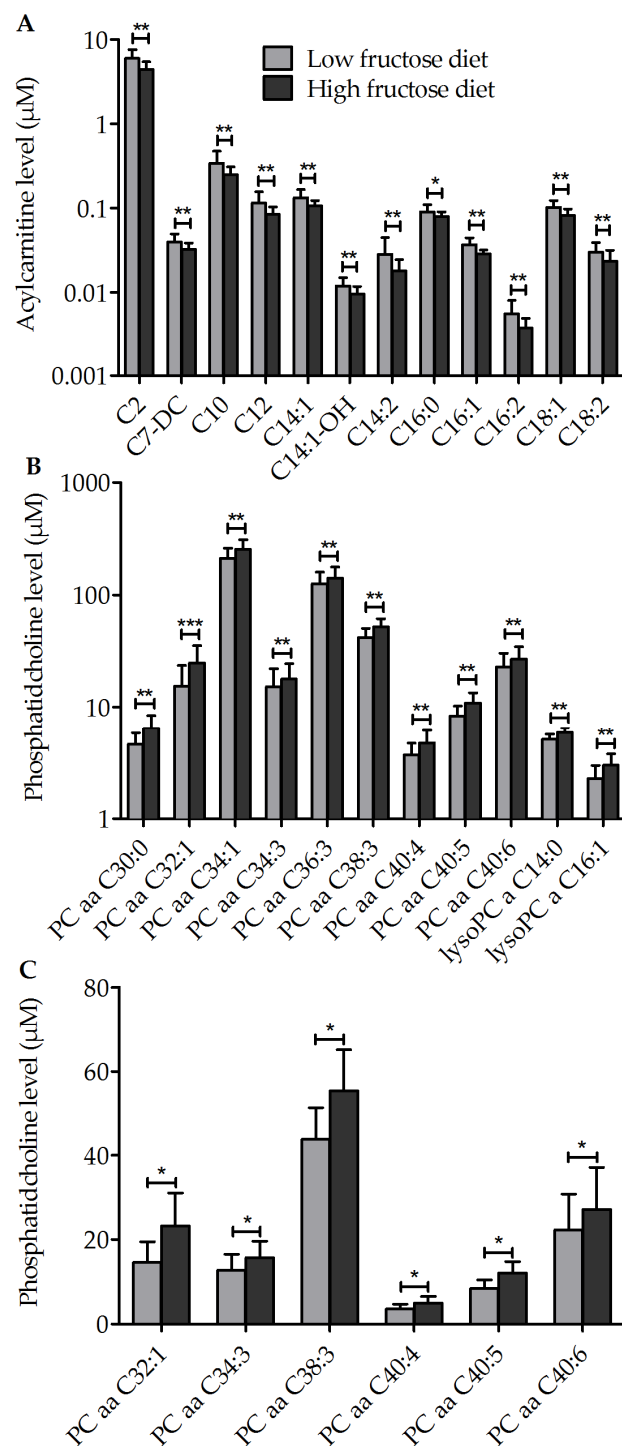 A
Acylcarnitine level (µM)
10
1
0.1
0.01
0.001
Low fructose diet
High fructose diet
** ** ** ** ** ** ** * ** ** ** **
C2 C7-DC C10 C12 C14:1 C14:1-OH C14:2 C16:0 C16:1 C16:2 C18:1 C18:2
B
Phosphatidcholine level (µM)
1000
100
10
1
** *** ** ** ** ** ** ** ** ** **
PC aa C30:0 PC aa C32:1 PC aa C34:1 PC aa C34:3 PC aa C36:3 PC aa C38:3 PC aa C40:4 PC aa C40:5 PC aa C40:6 lysoPC a C14:0 lysoPC a C16:1
C
Phosphatidcholine level (µM)
80
60
40
20
0
* * * * * *
PC aa C32:1 PC aa C34:3 PC aa C38:3 PC aa C40:4 PC aa C40:5 PC aa C40:6